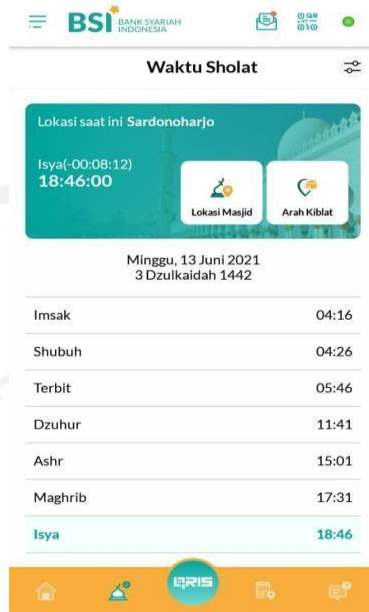 BSI BANK SYARIAH
INDONESIA
Waktu Sholat
Lokasi saat ini Sardonoharjo
Isya(-00:08:12)
18:46:00
Lokasi Masjid
Arah Kiblat
Minggu, 13 Juni 2021
3 Dzulkaidah 1442
Imsak 04:16
Shubuh 04:26
Terbit 05:46
Dzuhur 11:41
Ashr 15:01
Maghrib 17:31
Isya 18:46
QRIS